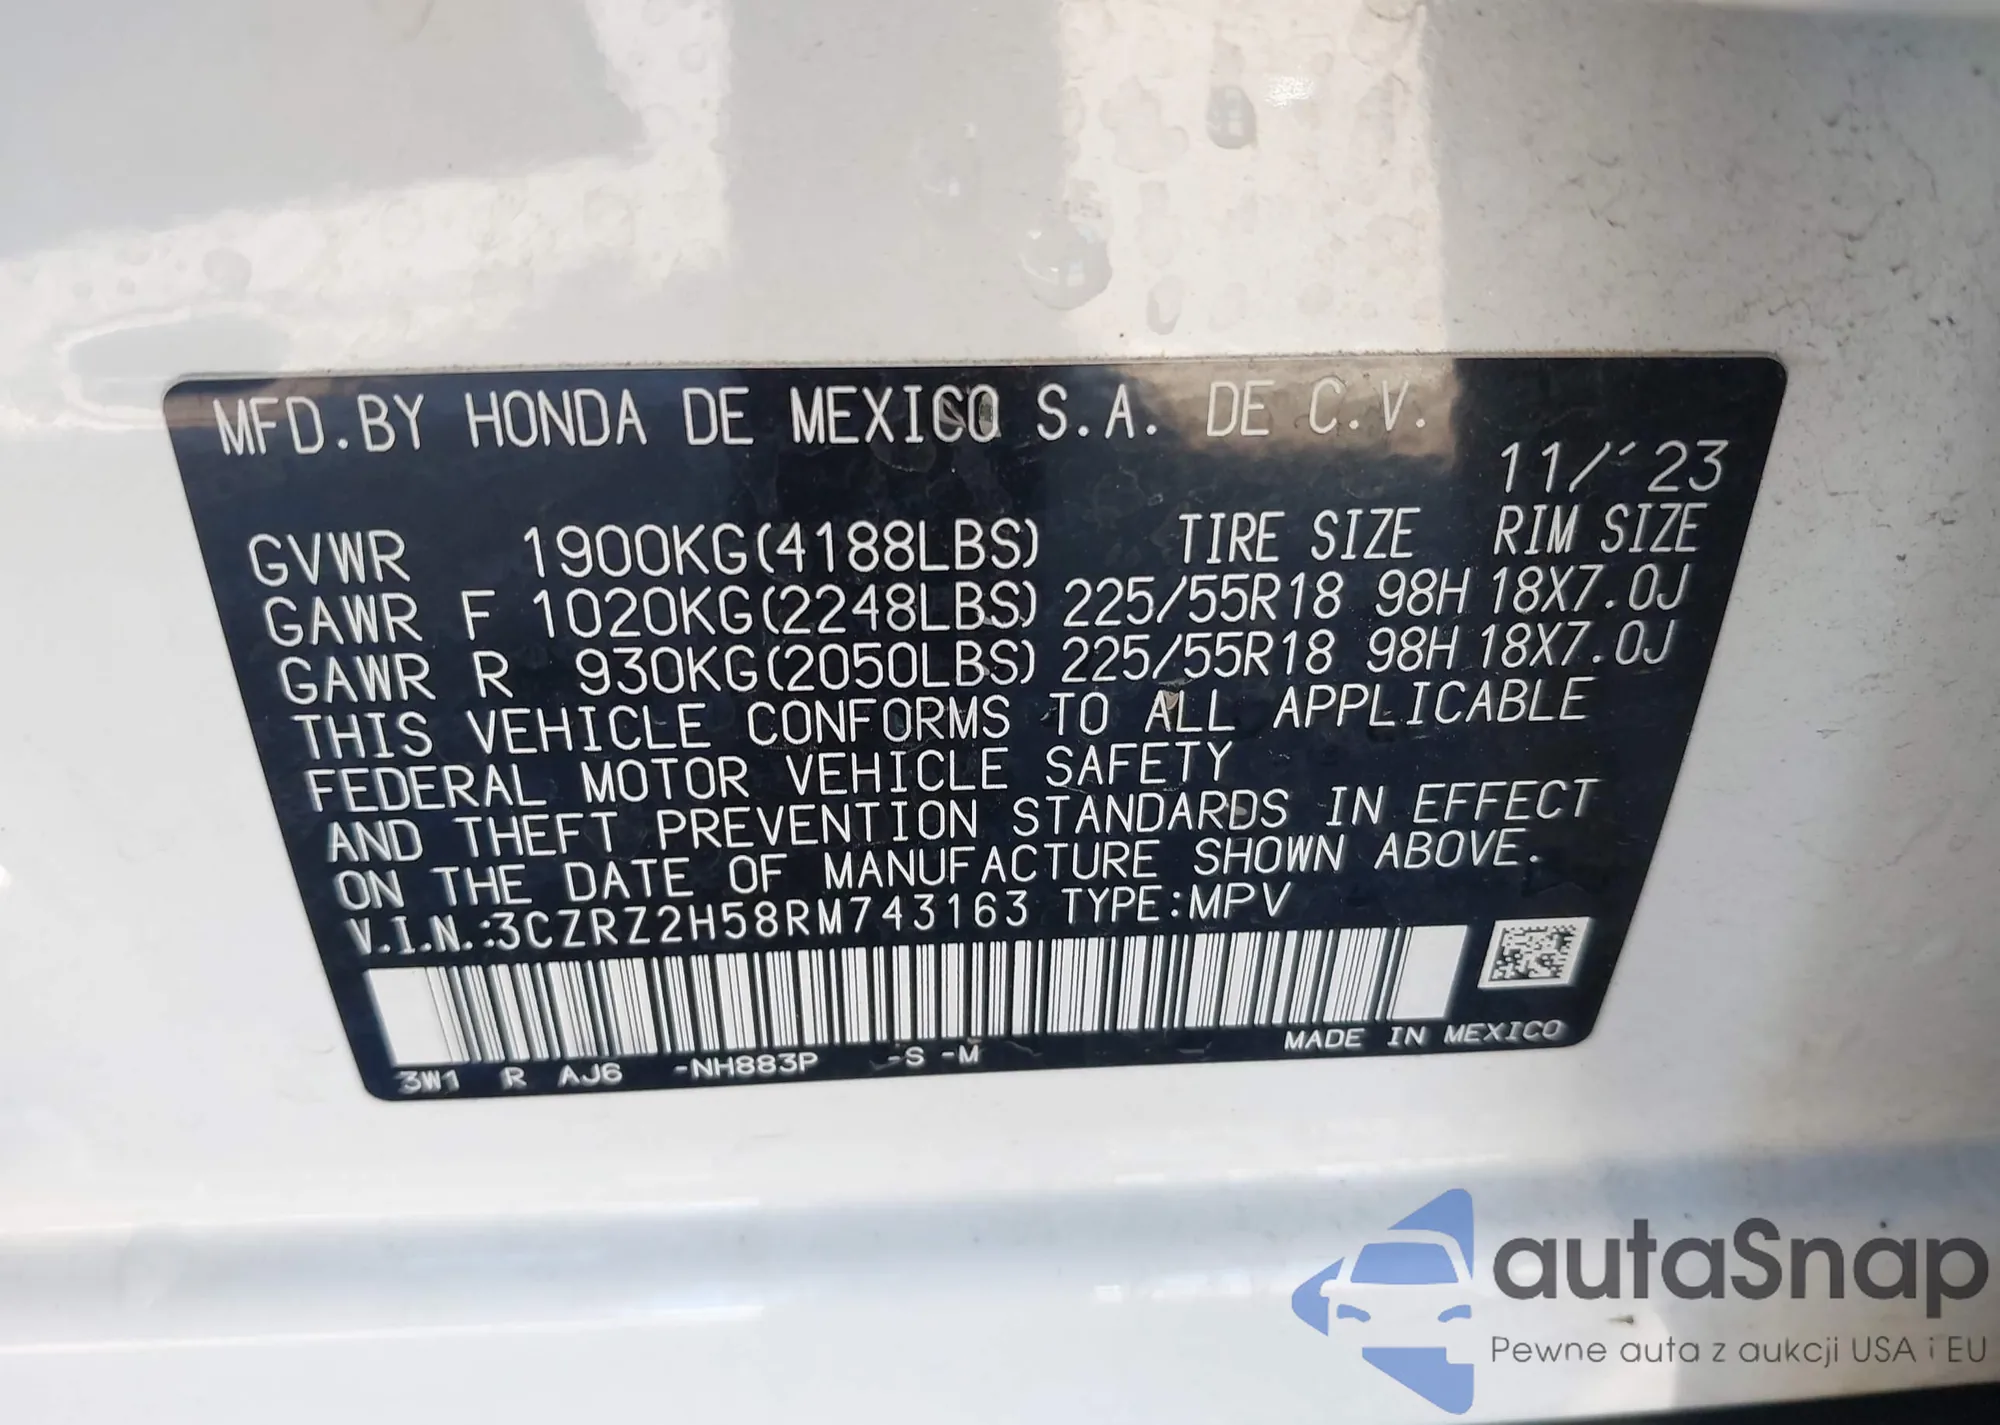 MFD.BY HONDA DE MEXICO S.A. DE C.V.
11/´23
GVWR 1900KG(4188LBS) TIRE SIZE RIM SIZE
GAWR F 1020KG(2248LBS) 225/55R18 98H 18X7.0J
GAWR R 930KG(2050LBS) 225/55R18 98H 18X7.0J
THIS VEHICLE CONFORMS TO ALL APPLICABLE
FEDERAL MOTOR VEHICLE SAFETY
AND THEFT PREVENTION STANDARDS IN EFFECT
ON THE DATE OF MANUFACTURE SHOWN ABOVE.
V.I.N.:3CZRZ2H58RM743163 TYPE:MPV
MADE IN MEXICO
3W1 R AJ6 -NH883P -S -M
autaSnap
Pewne auta z aukcji USA i EU